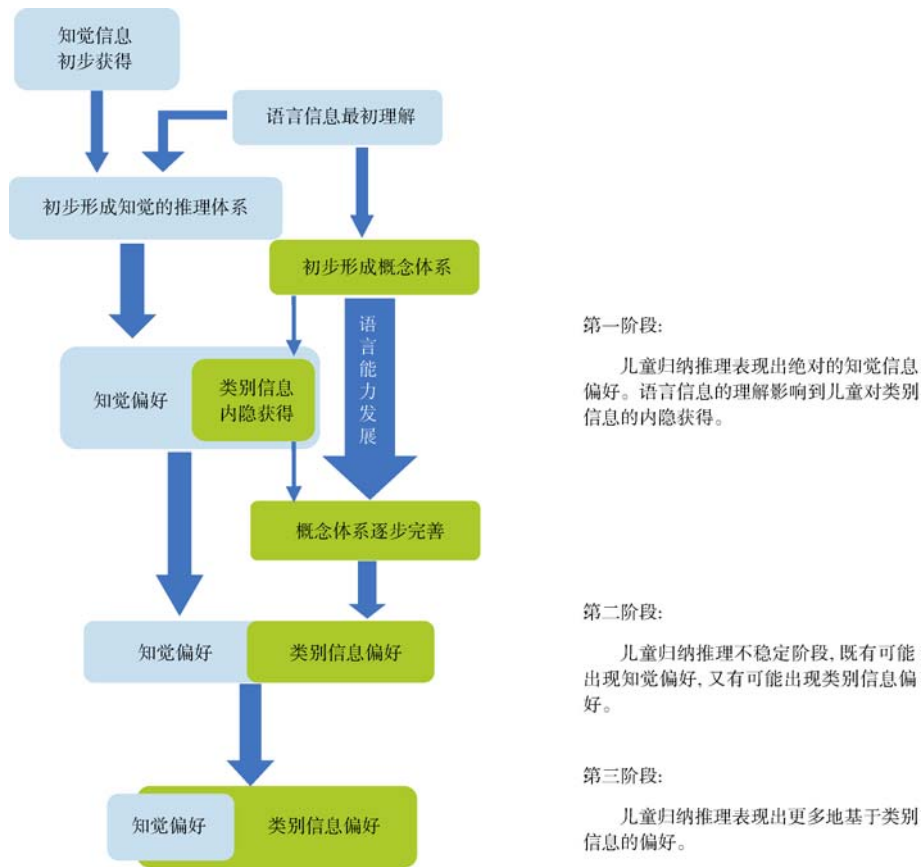 知觉信息
初步获得
语言信息最初理解
初步形成知觉的推理体系
初步形成概念体系
语
言
能
力
发
展
知觉偏好
类别信息
内隐获得
概念体系逐步完善
知觉偏好
类别信息偏好
知觉偏好
类别信息偏好
第一阶段:
儿童归纳推理表现出绝对的知觉信息
偏好。语言信息的理解影响到儿童对类别
信息的内隐获得。
第二阶段:
儿童归纳推理不稳定阶段, 既有可能
出现知觉偏好, 又有可能出现类别信息偏
好。
第三阶段:
儿童归纳推理表现出更多地基于类别
信息的偏好。